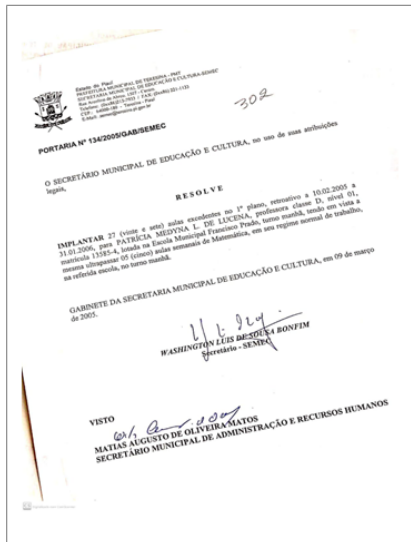 Estado do Piauí
PREFEITURA MUNICIPAL DE TERESINA - PMT
SECRETARIA MUNICIPAL DE EDUCAÇÃO E CULTURA-SEMEC
302
PORTARIA Nº 134/2005/GAB/SEMEC
O SECRETÁRIO MUNICIPAL DE EDUCAÇÃO E CULTURA, no uso de suas atribuições
legais,
R E S O L V E
IMPLANTAR 27 (vinte e sete) aulas excedentes no 1º plano, retroativo a 10.02.2005 a
31.01.2006, para PATRÍCIA MEDYNA L. DE LUCENA, professora classe D, nível 01,
matrícula 13585-4, lotada na Escola Municipal Francisco Prado, turno manhã, tendo em vista a
mesma ultrapassar 05 (cinco) aulas semanais de Matemática, em seu regime normal de trabalho,
na referida escola, no turno manhã.
GABINETE DA SECRETARIA MUNICIPAL DE EDUCAÇÃO E CULTURA, em 09 de março
de 2005.
WASHINGTON LUIS DE SOUSA BONFIM
Secretário - SEMEC
VISTO
MATIAS AUGUSTO DE OLIVEIRA MATOS
SECRETÁRIO MUNICIPAL DE ADMINISTRAÇÃO E RECURSOS HUMANOS